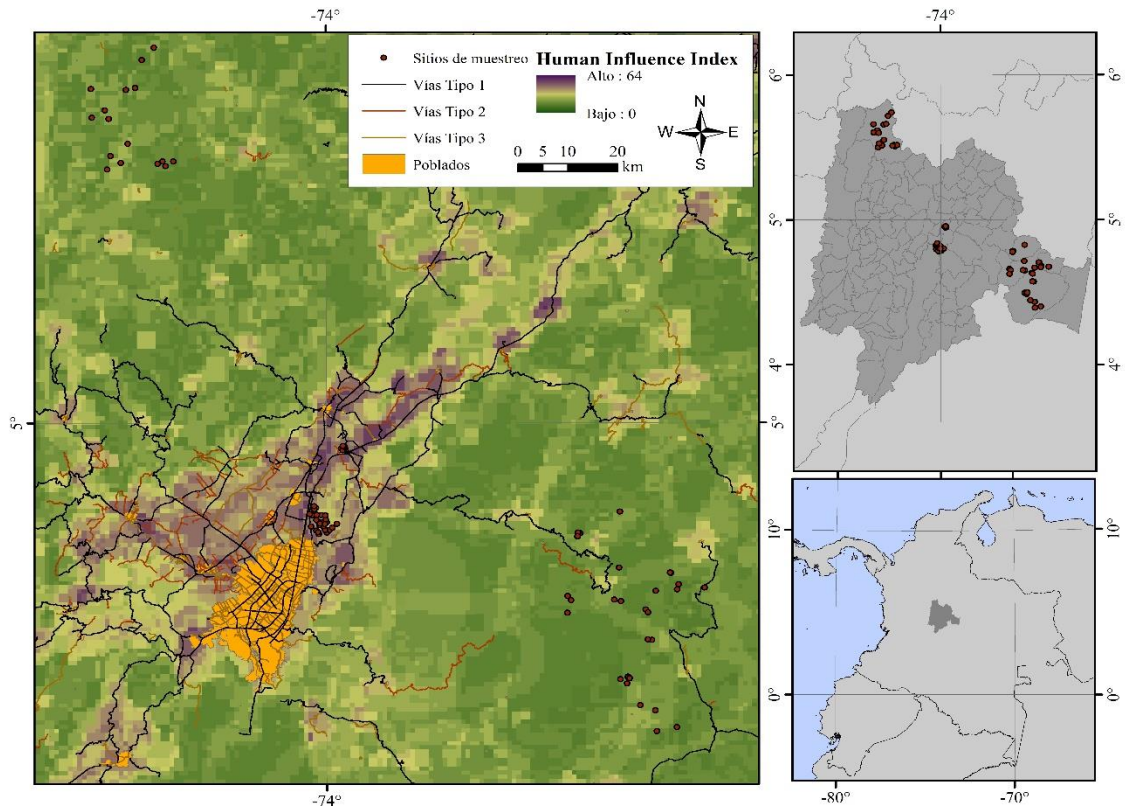 -74°
Sitios de muestreo
Vías Tipo 1
Vías Tipo 2
Vías Tipo 3
Poblados
Human Influence Index
Alto : 64
Bajo : 0
N
W E
S
0 5 10 20
km
5°
5°
-74°
-74°
6°
6°
5°
5°
4°
4°
10°
10°
0°
0°
-80°
-70°